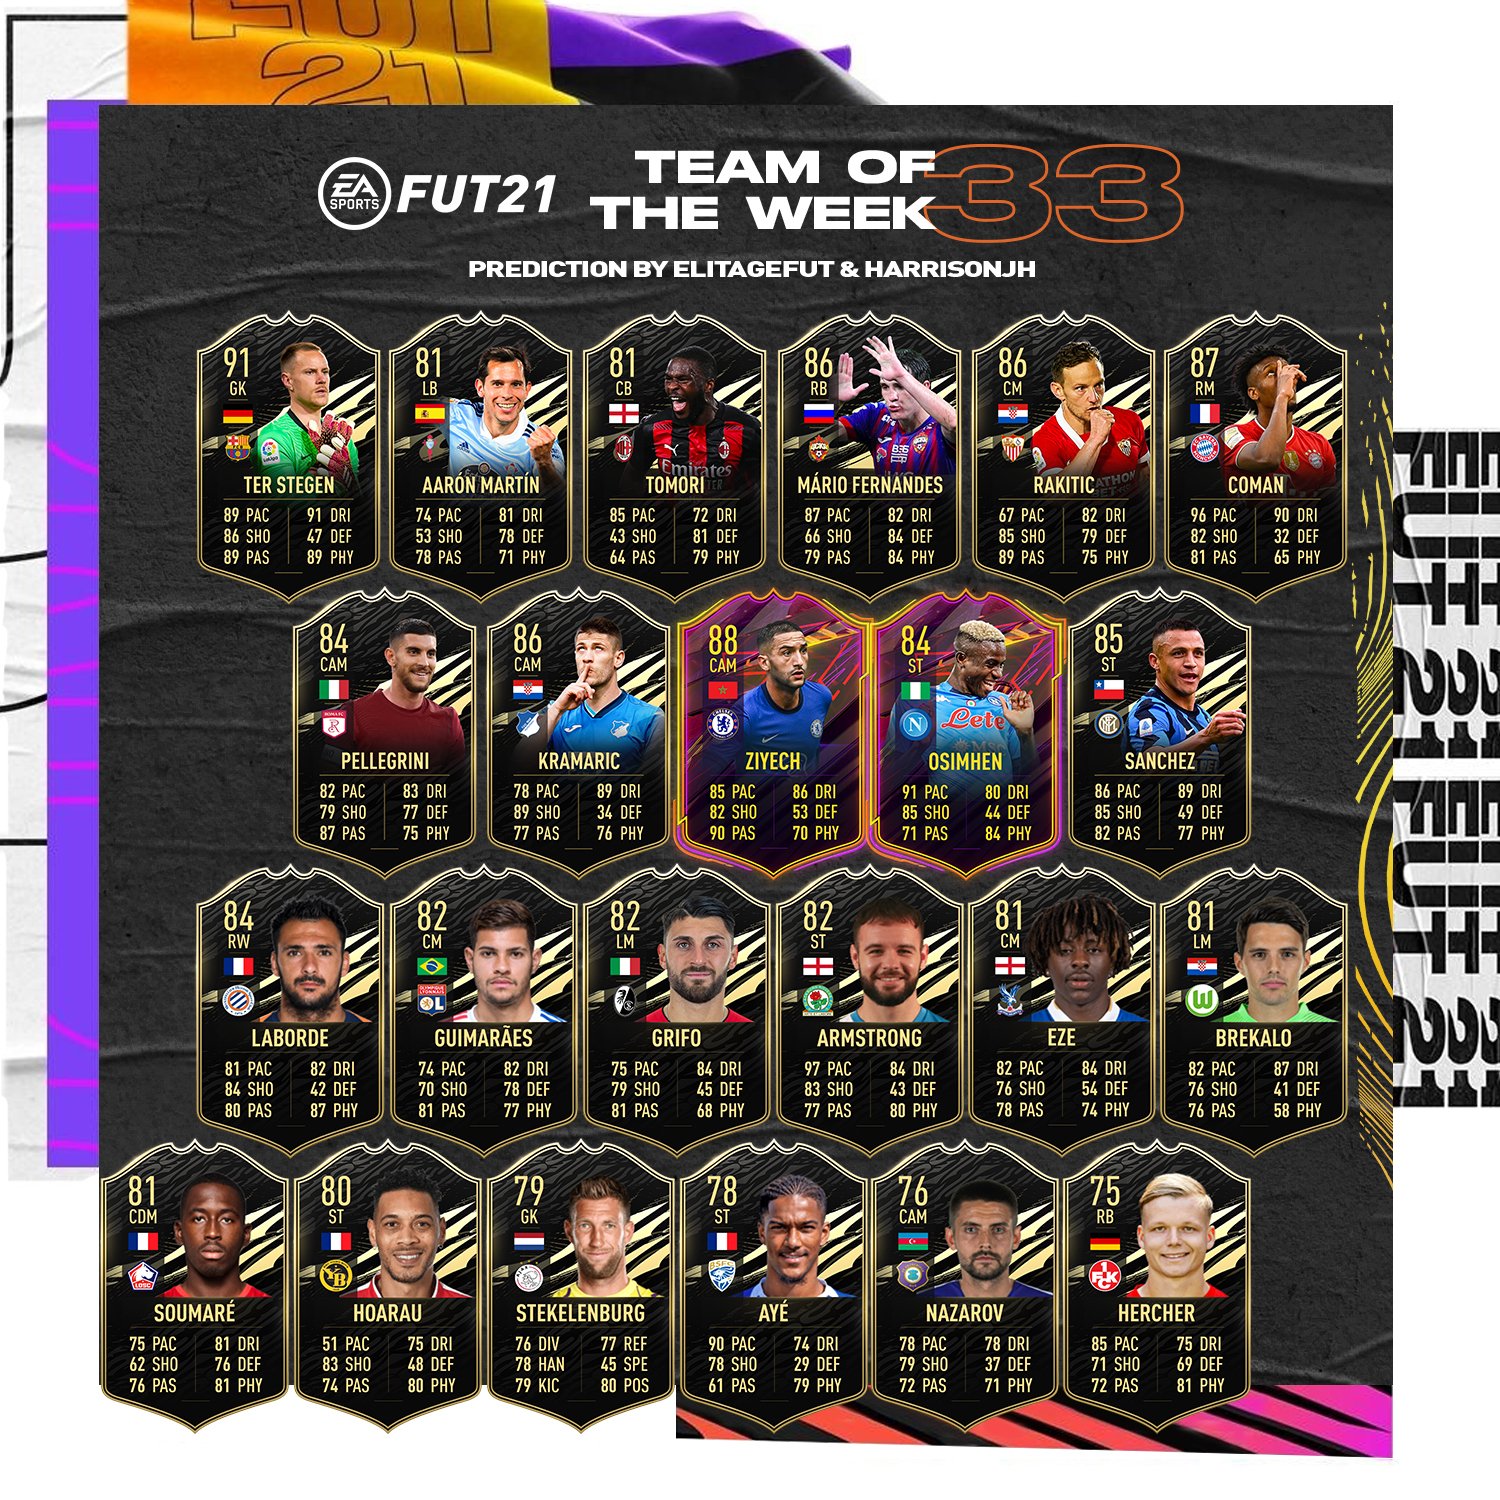 FUT
21
EA
SPORTS
FUT21
TEAM OF
THE WEEK
33
PREDICTION BY ELITAGEFUT & HARRISONJH
91
GK
TER STEGEN
89 PAC 91 DRI
86 SHO 47 DEF
89 PAS 89 PHY
81
LB
AARÓN MARTÍN
74 PAC 81 DRI
53 SHO 78 DEF
78 PAS 71 PHY
81
CB
Emirates
TOMORI
85 PAC 72 DRI
43 SHO 81 DEF
64 PAS 79 PHY
86
RB
MÁRIO FERNANDES
87 PAC 82 DRI
66 SHO 84 DEF
79 PAS 84 PHY
86
CM
RAKITIC
67 PAC 82 DRI
85 SHO 79 DEF
89 PAS 75 PHY
87
RM
COMAN
96 PAC 90 DRI
82 SHO 32 DEF
81 PAS 65 PHY
84
CAM
PELLEGRINI
82 PAC 83 DRI
79 SHO 77 DEF
87 PAS 75 PHY
86
CAM
KRAMARIC
78 PAC 89 DRI
89 SHO 34 DEF
77 PAS 76 PHY
88
CAM
ZIYECH
85 PAC 86 DRI
82 SHO 53 DEF
90 PAS 70 PHY
84
ST
N
Lete
OSIMHEN
91 PAC 80 DRI
85 SHO 44 DEF
71 PAS 84 PHY
85
ST
SANCHEZ
86 PAC 89 DRI
85 SHO 49 DEF
82 PAS 77 PHY
84
RW
LABORDE
81 PAC 82 DRI
84 SHO 42 DEF
80 PAS 87 PHY
82
CM
OLYMPIQUE
LYONNAIS
OL
GUIMARÃES
74 PAC 82 DRI
70 SHO 78 DEF
81 PAS 77 PHY
82
LM
GRIFO
75 PAC 84 DRI
79 SHO 45 DEF
81 PAS 68 PHY
82
ST
ARMSTRONG
97 PAC 84 DRI
83 SHO 43 DEF
77 PAS 80 PHY
81
CM
EZE
82 PAC 84 DRI
76 SHO 54 DEF
78 PAS 74 PHY
81
LM
W
BREKALO
82 PAC 87 DRI
76 SHO 41 DEF
76 PAS 58 PHY
81
CDM
LOSC
SOUMARÉ
75 PAC 81 DRI
62 SHO 76 DEF
76 PAS 81 PHY
80
ST
YB
HOARAU
51 PAC 75 DRI
83 SHO 48 DEF
74 PAS 80 PHY
79
GK
STEKELENBURG
76 DIV 77 REF
78 HAN 45 SPE
79 KIC 80 POS
78
ST
AYÉ
90 PAC 74 DRI
78 SHO 29 DEF
61 PAS 79 PHY
76
CAM
NAZAROV
78 PAC 78 DRI
79 SHO 37 DEF
72 PAS 71 PHY
75
RB
1
FCK
HERCHER
85 PAC 75 DRI
71 SHO 69 DEF
72 PAS 81 PHY